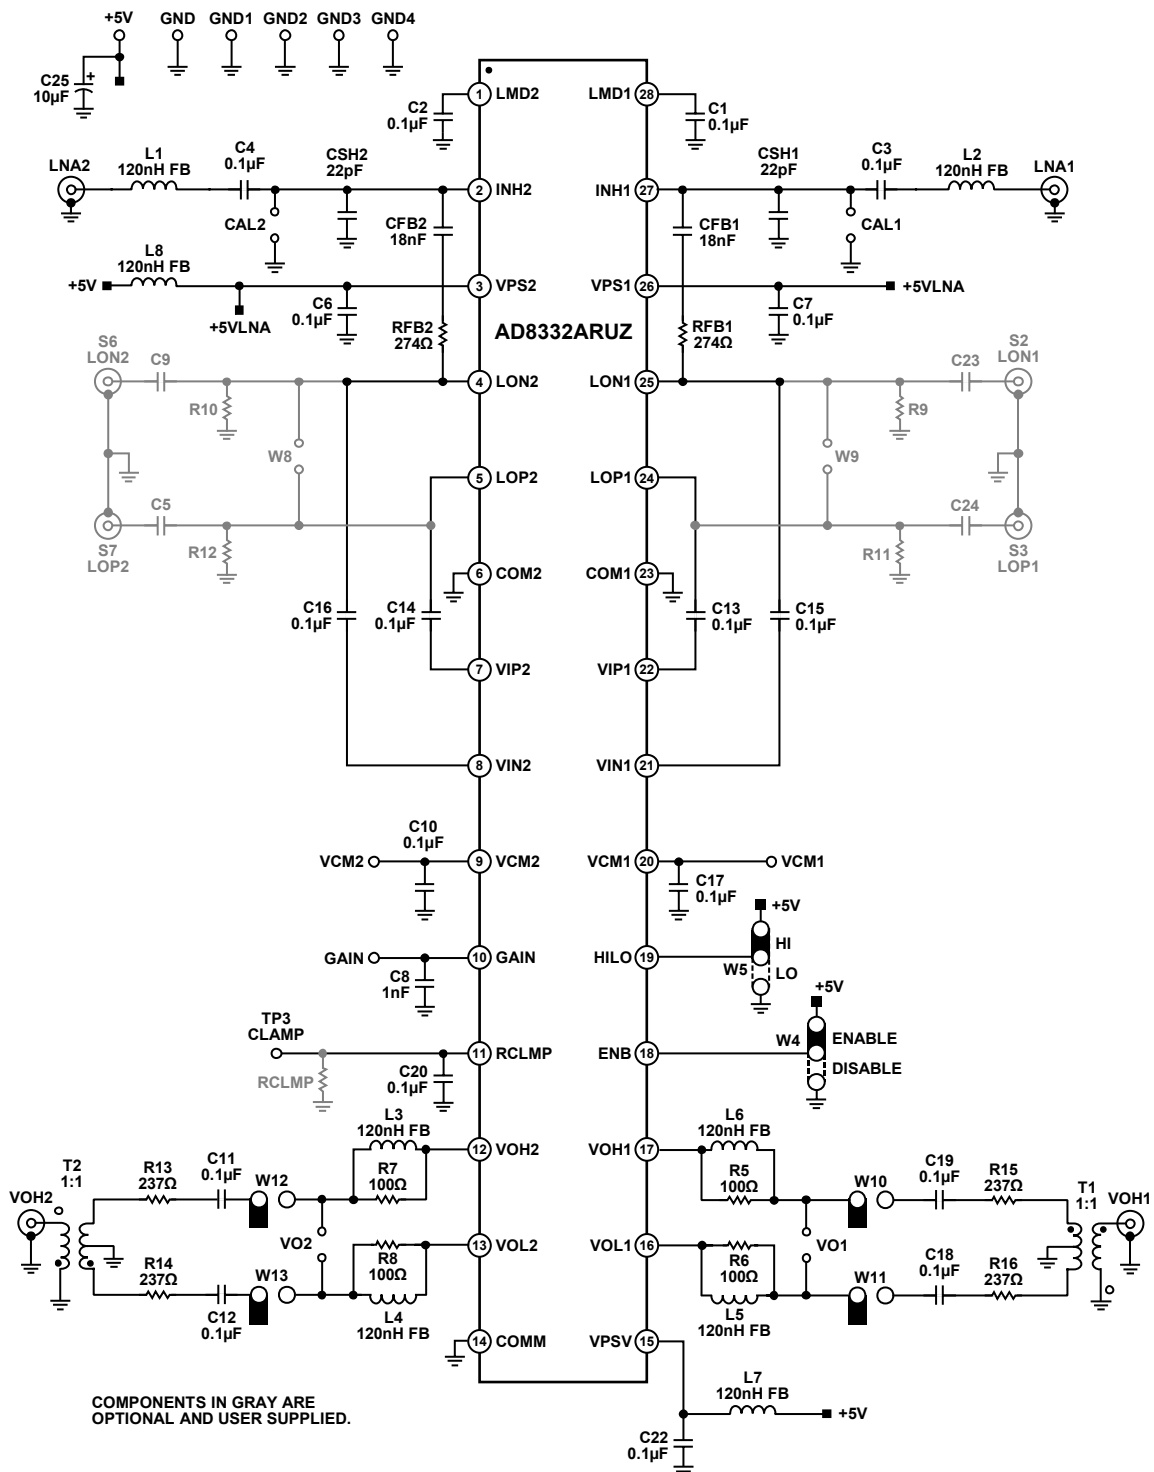 +5V GND GND1 GND2 GND3 GND4
C25
10µF
+
C2
0.1µF
1 LMD2
LMD1 28
C1
0.1µF
LNA2
L1
120nH FB
C4
0.1µF
CSH2
22pF
CAL2
2 INH2
CFB2
18nF
INH1 27
CFB1
18nF
CSH1
22pF
C3
0.1µF
L2
120nH FB
LNA1
CAL1
L8
120nH FB
+5V
+5VLNA
C6
0.1µF
3 VPS2
VPS1 26
C7
0.1µF
+5VLNA
RFB2
274Ω
AD8332ARUZ
RFB1
274Ω
S6
LON2
C9
R10
W8
4 LON2
LON1 25
C23
S2
LON1
R9
W9
C5
S7
LOP2
R12
5 LOP2
LOP1 24
C24
S3
LOP1
R11
6 COM2
COM1 23
C16
0.1µF
C14
0.1µF
C13
0.1µF
C15
0.1µF
7 VIP2
VIP1 22
8 VIN2
VIN1 21
C10
0.1µF
VCM2
9 VCM2
VCM1 20
VCM1
C17
0.1µF
GAIN
C8
1nF
10 GAIN
HILO 19
+5V
W5
HI
LO
TP3
CLAMP
RCLMP
C20
0.1µF
11 RCLMP
ENB 18
+5V
W4
ENABLE
DISABLE
L3
120nH FB
R7
100Ω
12 VOH2
VOH1 17
L6
120nH FB
R5
100Ω
VOH2
T2
1:1
R13
237Ω
C11
0.1µF
W12
W10
C19
0.1µF
R15
237Ω
T1
1:1
VOH1
VO2
VO1
R14
237Ω
C12
0.1µF
W13
R8
100Ω
L4
120nH FB
13 VOL2
VOL1 16
R6
100Ω
L5
120nH FB
W11
C18
0.1µF
R16
237Ω
14 COMM
VPSV 15
L7
120nH FB
+5V
C22
0.1µF
COMPONENTS IN GRAY ARE
OPTIONAL AND USER SUPPLIED.